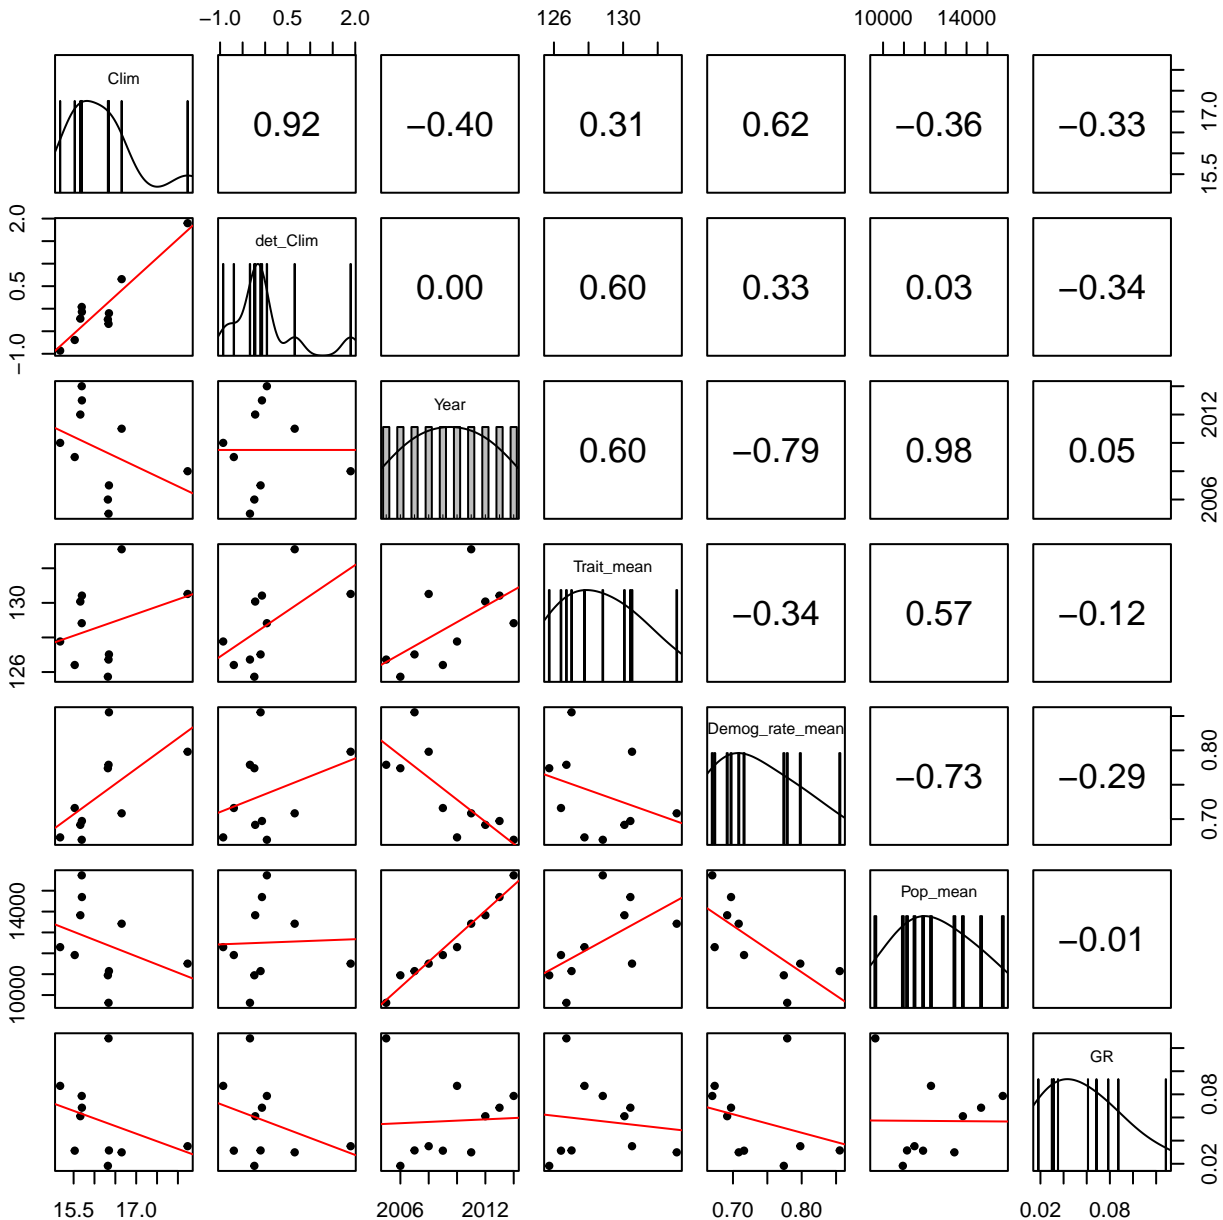 −1.0 0.5 2.0 126 130 10000 14000
Clim 0.92 −0.40 0.31 0.62 −0.36 −0.33 15.5 17.0
−1.0 0.5 2.0 det_Clim 0.00 0.60 0.33 0.03 −0.34
Year 0.60 −0.79 0.98 0.05 2006 2012
126 130 Trait_mean −0.34 0.57 −0.12
Demog_rate_mean −0.73 −0.29 0.70 0.80
10000 14000 Pop_mean −0.01
GR 0.02 0.08
15.5 17.0 2006 2012 0.70 0.80 0.02 0.08